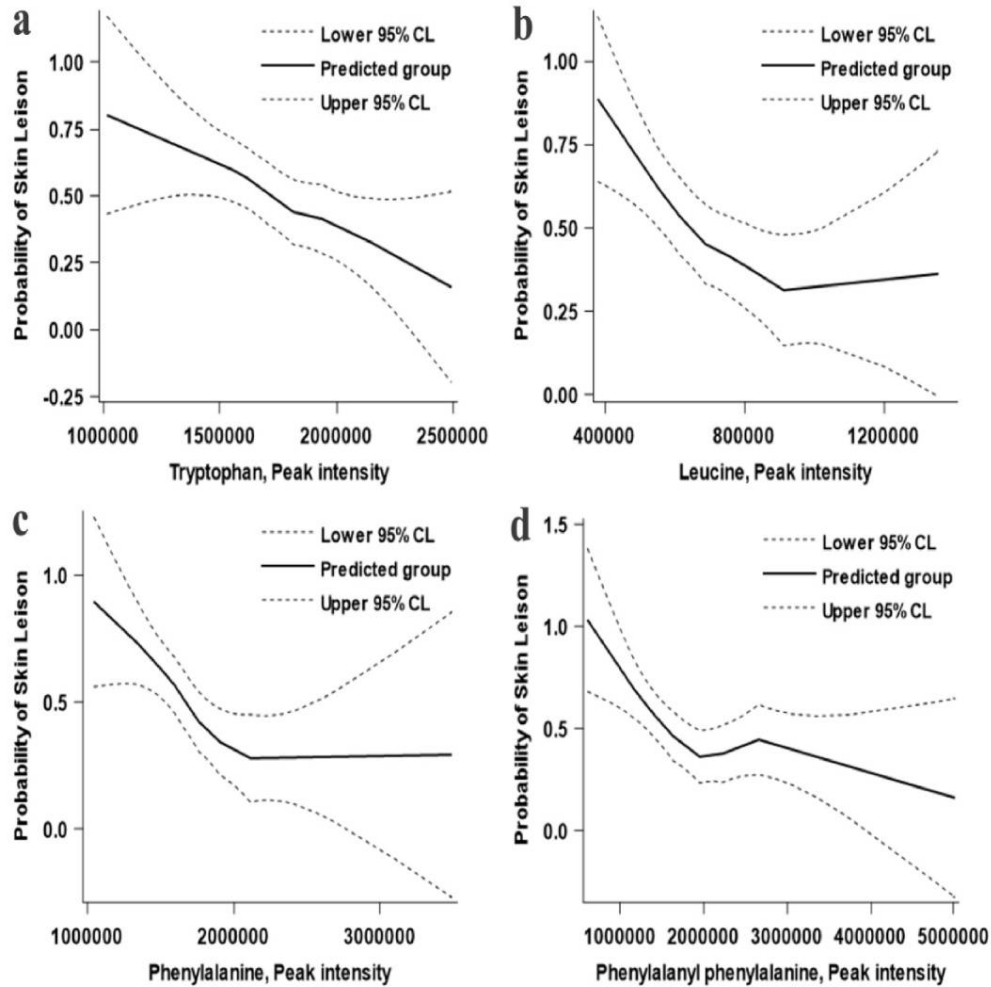 a
Lower 95% CL
Predicted group
Upper 95% CL
Probability of Skin Leison
1.00
0.75
0.50
0.25
0.00
-0.25
1000000 1500000 2000000 2500000
Tryptophan, Peak intensity
b
Lower 95% CL
Predicted group
Upper 95% CL
Probability of Skin Leison
1.00
0.75
0.50
0.25
0.00
400000 800000 1200000
Leucine, Peak intensity
c
Lower 95% CL
Predicted group
Upper 95% CL
Probability of Skin Leison
1.0
0.5
0.0
1000000 2000000 3000000
Phenylalanine, Peak intensity
d
Lower 95% CL
Predicted group
Upper 95% CL
Probability of Skin Leison
1.5
1.0
0.5
0.0
1000000 2000000 3000000 4000000 5000000
Phenylalanyl phenylalanine, Peak intensity